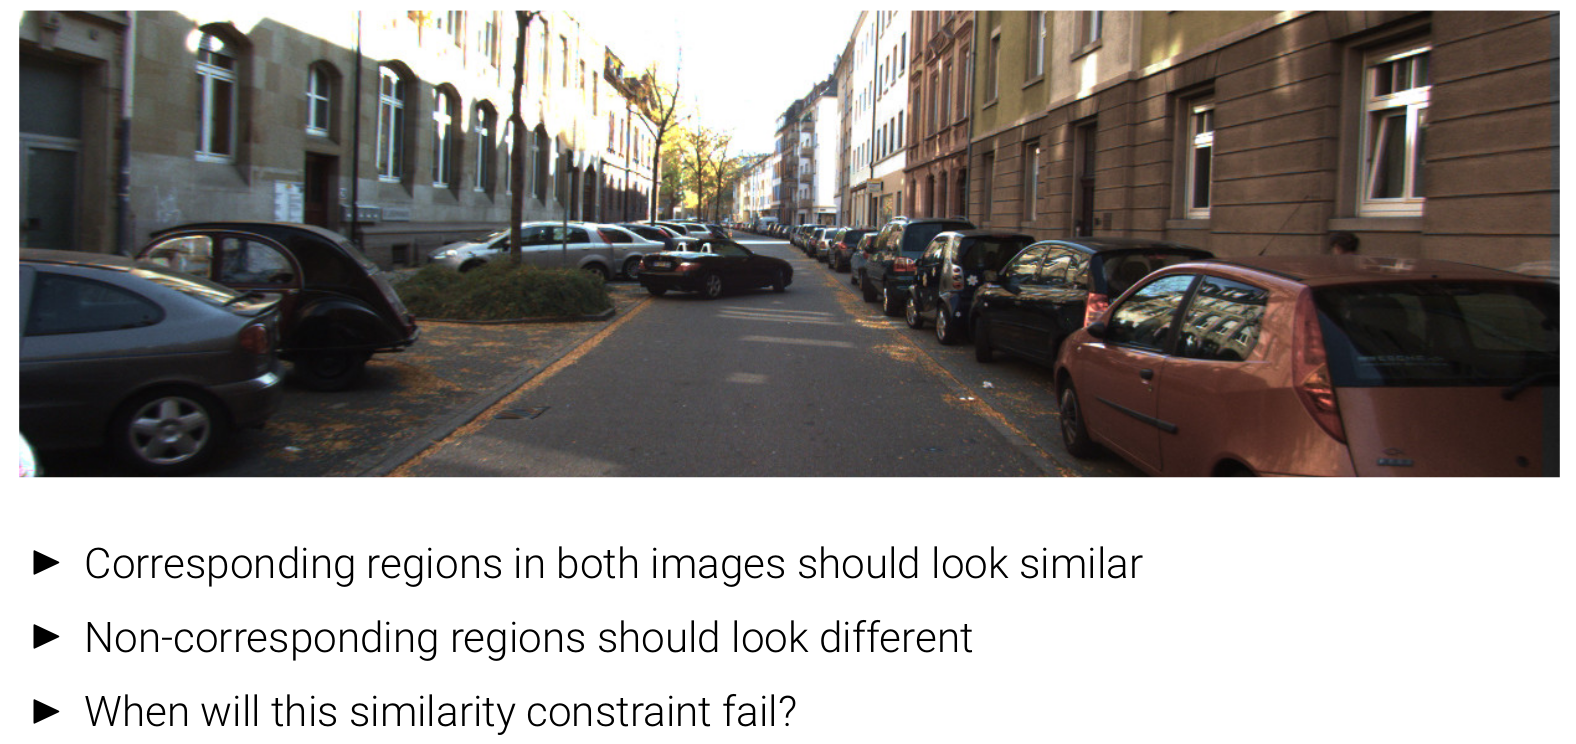 Corresponding regions in both images should look similar
Non-corresponding regions should look different
When will this similarity constraint fail?